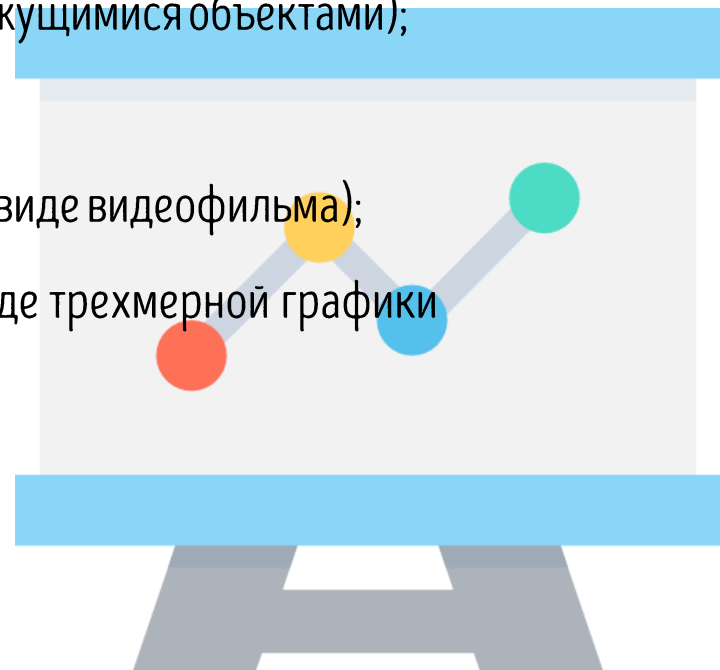 кущимися объектами);
виде видеофильма);
де трехмерной графики